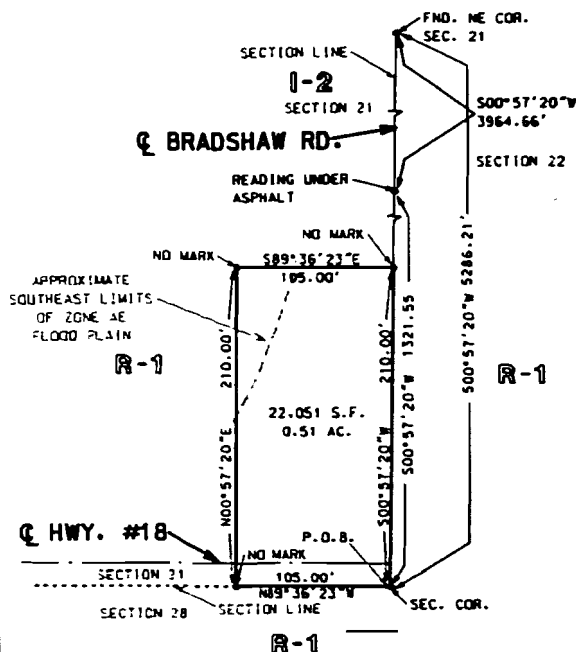 FND. NE COR.
SEC. 21
SECTION LINE
I-2
SECTION 21
S00°57'20"W
3964.66'
℄ BRADSHAW RD.
SECTION 22
READING UNDER
ASPHALT
NO MARK
NO MARK
S89°36'23"E
105.00'
APPROXIMATE
SOUTHEAST LIMITS
OF ZONE AE
FLOOD PLAIN
R-1
210.00'
N00°57'20"E
210.00'
S00°57'20"W
S00°57'20"W 1321.55
S00°57'20"W 5286.21'
R-1
22.051 S.F.
0.51 AC.
℄ HWY. #18
P.O.B.
NO MARK
SECTION 21
105.00'
N89°36'23"W
SECTION 28
SECTION LINE
SEC. COR.
R-1